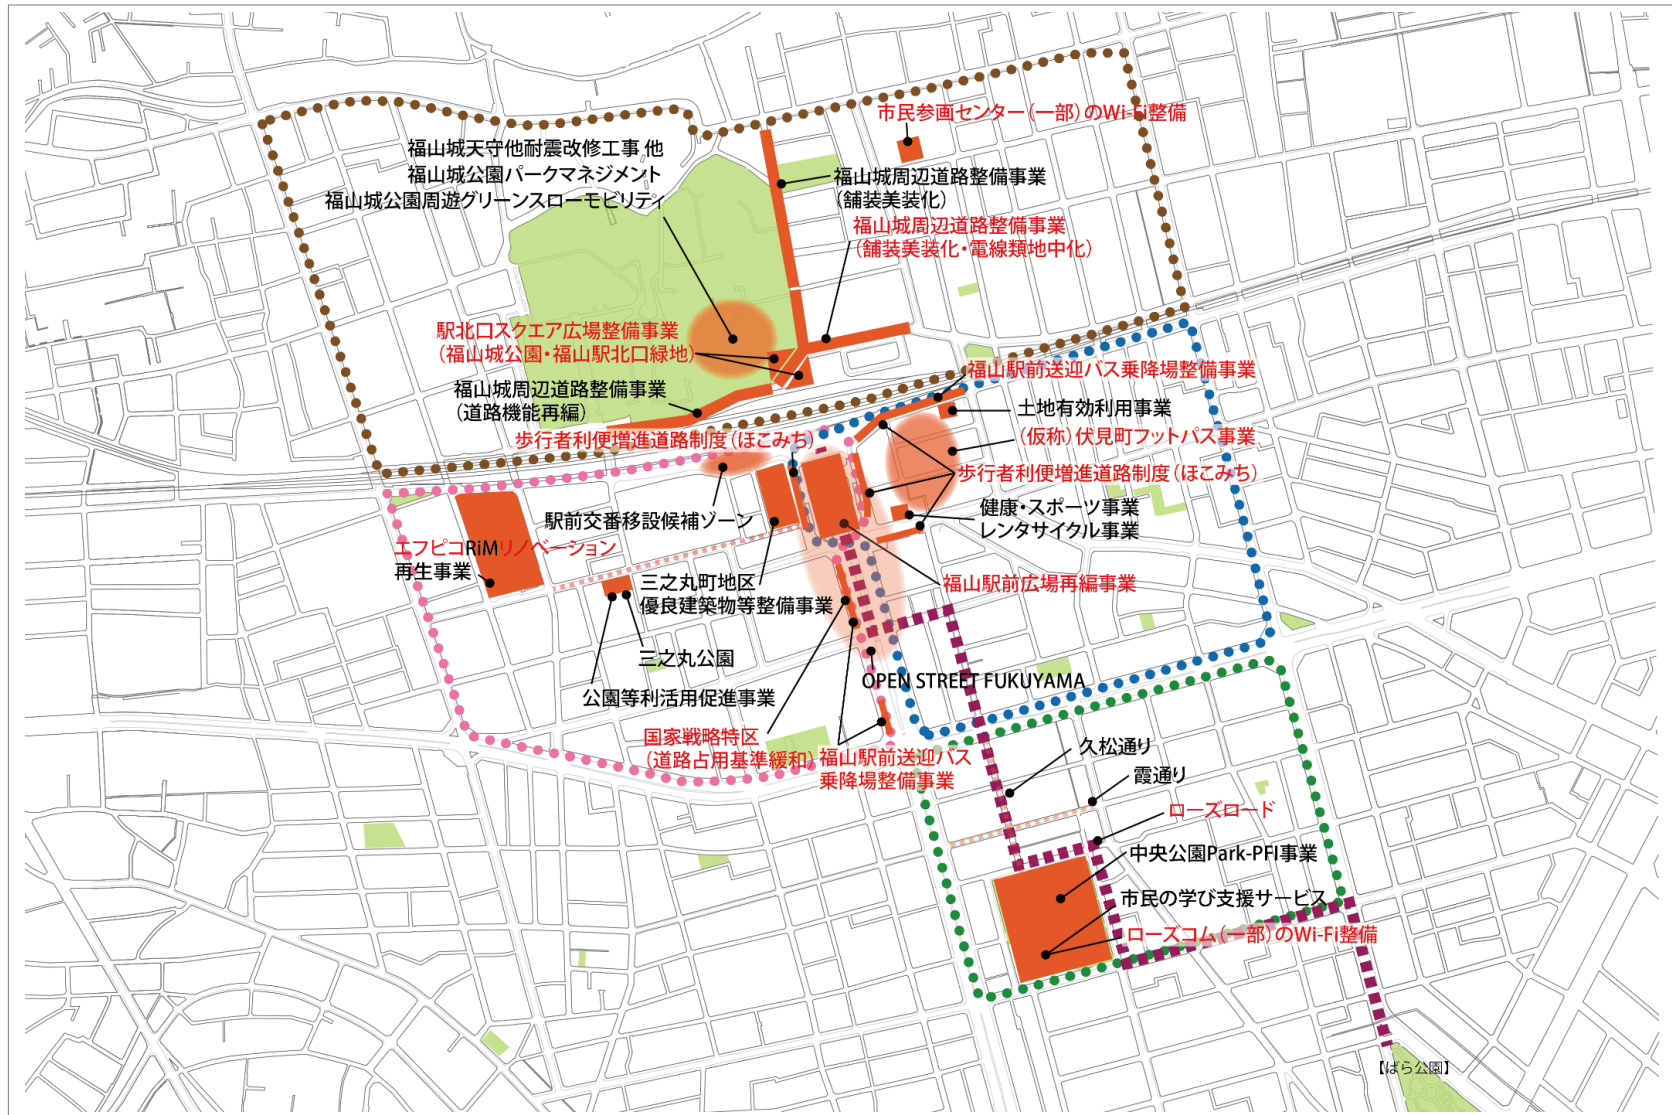 市民参画センター（一部）のWi-Fi整備
福山城天守他耐震改修工事 他
福山城公園パークマネジメント
福山城公園周遊グリーンスローモビリティ
福山城周辺道路整備事業
（舗装美装化）
福山城周辺道路整備事業
（舗装美装化・電線類地中化）
駅北口スクエア広場整備事業
（福山城公園・福山駅北口緑地）
福山城周辺道路整備事業
（道路機能再編）
福山駅前送迎バス乗降場整備事業
土地有効利用事業
（仮称）伏見町フットパス事業
歩行者利便増進道路制度（ほこみち）
歩行者利便増進道路制度（ほこみち）
健康・スポーツ事業
レンタサイクル事業
駅前交番移設候補ゾーン
エフピコRiMリノベーション
再生事業
三之丸町地区
優良建築物等整備事業
福山駅前広場再編事業
三之丸公園
公園等利活用促進事業
OPEN STREET FUKUYAMA
国家戦略特区
（道路占用基準緩和）
福山駅前送迎バス
乗降場整備事業
久松通り
霞通り
ローズロード
中央公園Park-PFI事業
市民の学び支援サービス
ローズコム（一部）のWi-Fi整備
【ばら公園】